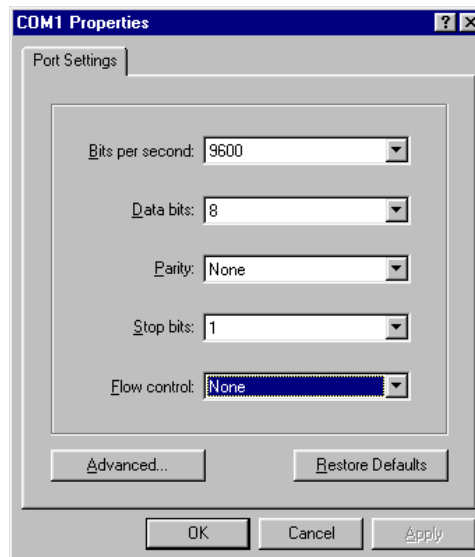 COM1 Properties
Port Settings
Bits per second: 9600
Data bits: 8
Parity: None
Stop bits: 1
Flow control: None
Advanced... Restore Defaults
OK Cancel Apply